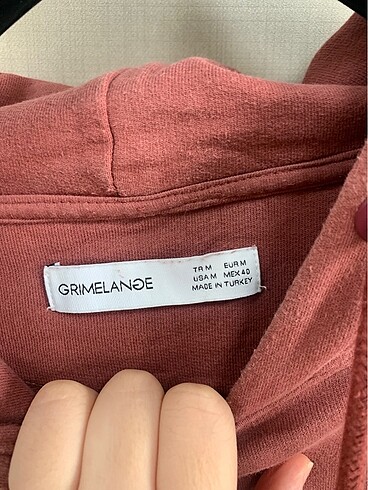 GRIMELANGE
TR M EUR M
USA M MEX 40
MADE IN TURKEY